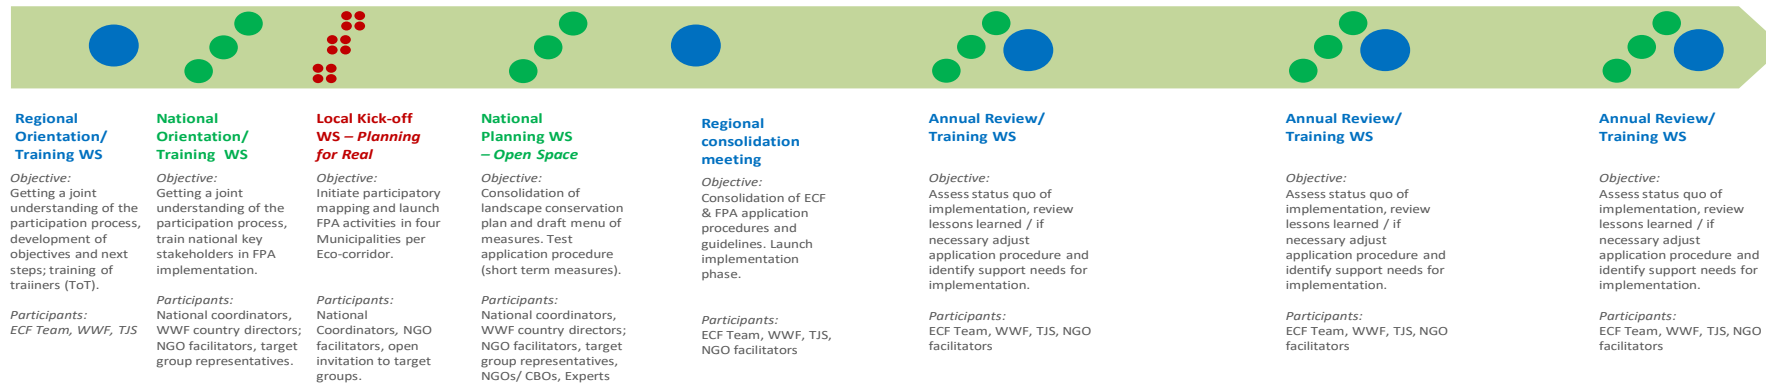 Regional
Orientation/
Training WS
Objective:
Getting a joint
understanding of the
participation process,
development of
objectives and next
steps; training of
traiiners (ToT).
Participants:
ECF Team, WWF, TJS
National
Orientation/
Training WS
Objective:
Getting a joint
understanding of the
participation process,
train national key
stakeholders in FPA
implementation.
Participants:
National coordinators,
WWF country directors;
NGO facilitators, target
group representatives.
Local Kick-off
WS – Planning
for Real
Objective:
Initiate participatory
mapping and launch
FPA activities in four
Municipalities per
Eco-corridor.
Participants:
National
Coordinators, NGO
facilitators, open
invitation to target
groups.
National
Planning WS
– Open Space
Objective:
Consolidation of
landscape conservation
plan and draft menu of
measures. Test
application procedure
(short term measures).
Participants:
National coordinators,
WWF country directors;
NGO facilitators, target
group representatives,
NGOs/ CBOs, Experts
Regional
consolidation
meeting
Objective:
Consolidation of ECF
& FPA application
procedures and
guidelines. Launch
implementation
phase.
Participants:
ECF Team, WWF, TJS,
NGO facilitators
Annual Review/
Training WS
Objective:
Assess status quo of
implementation, review
lessons learned / if
necessary adjust
application procedure and
identify support needs for
implementation.
Participants:
ECF Team, WWF, TJS, NGO
facilitators
Annual Review/
Training WS
Objective:
Assess status quo of
implementation, review
lessons learned / if
necessary adjust
application procedure and
identify support needs for
implementation.
Participants:
ECF Team, WWF, TJS, NGO
facilitators
Annual Review/
Training WS
Objective:
Assess status quo of
implementation, review
lessons learned / if
necessary adjust
application procedure and
identify support needs for
implementation.
Participants:
ECF Team, WWF, TJS, NGO
facilitators